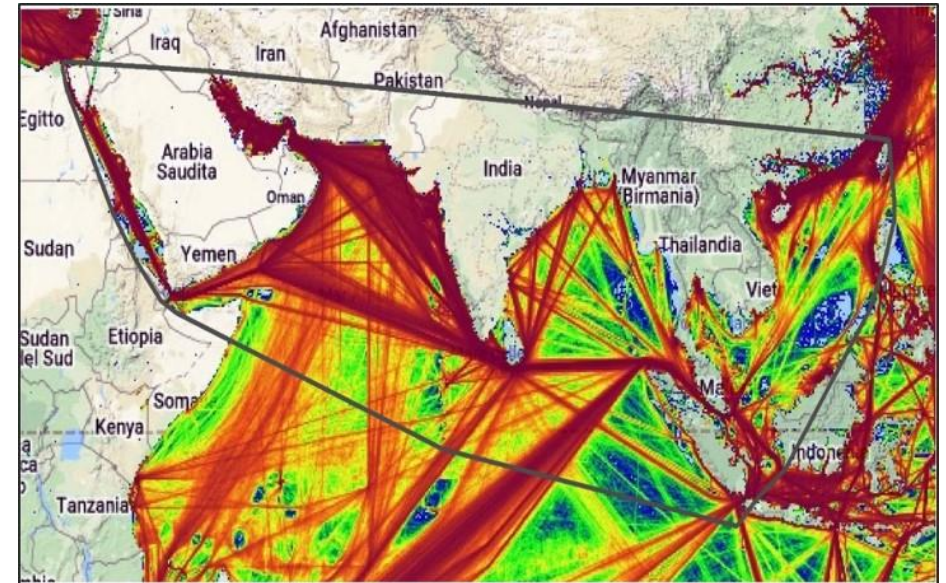 Siria
Afghanistan
Iraq
Iran
Pakistan
Nepal
Egitto
Arabia
Saudita
India
Myanmar
(Birmania)
Oman
Sudan
Yemen
Thailandia
Viet
Etiopia
Sudan
del Sud
Ma
Soma
Kenya
Indone
Tanzania